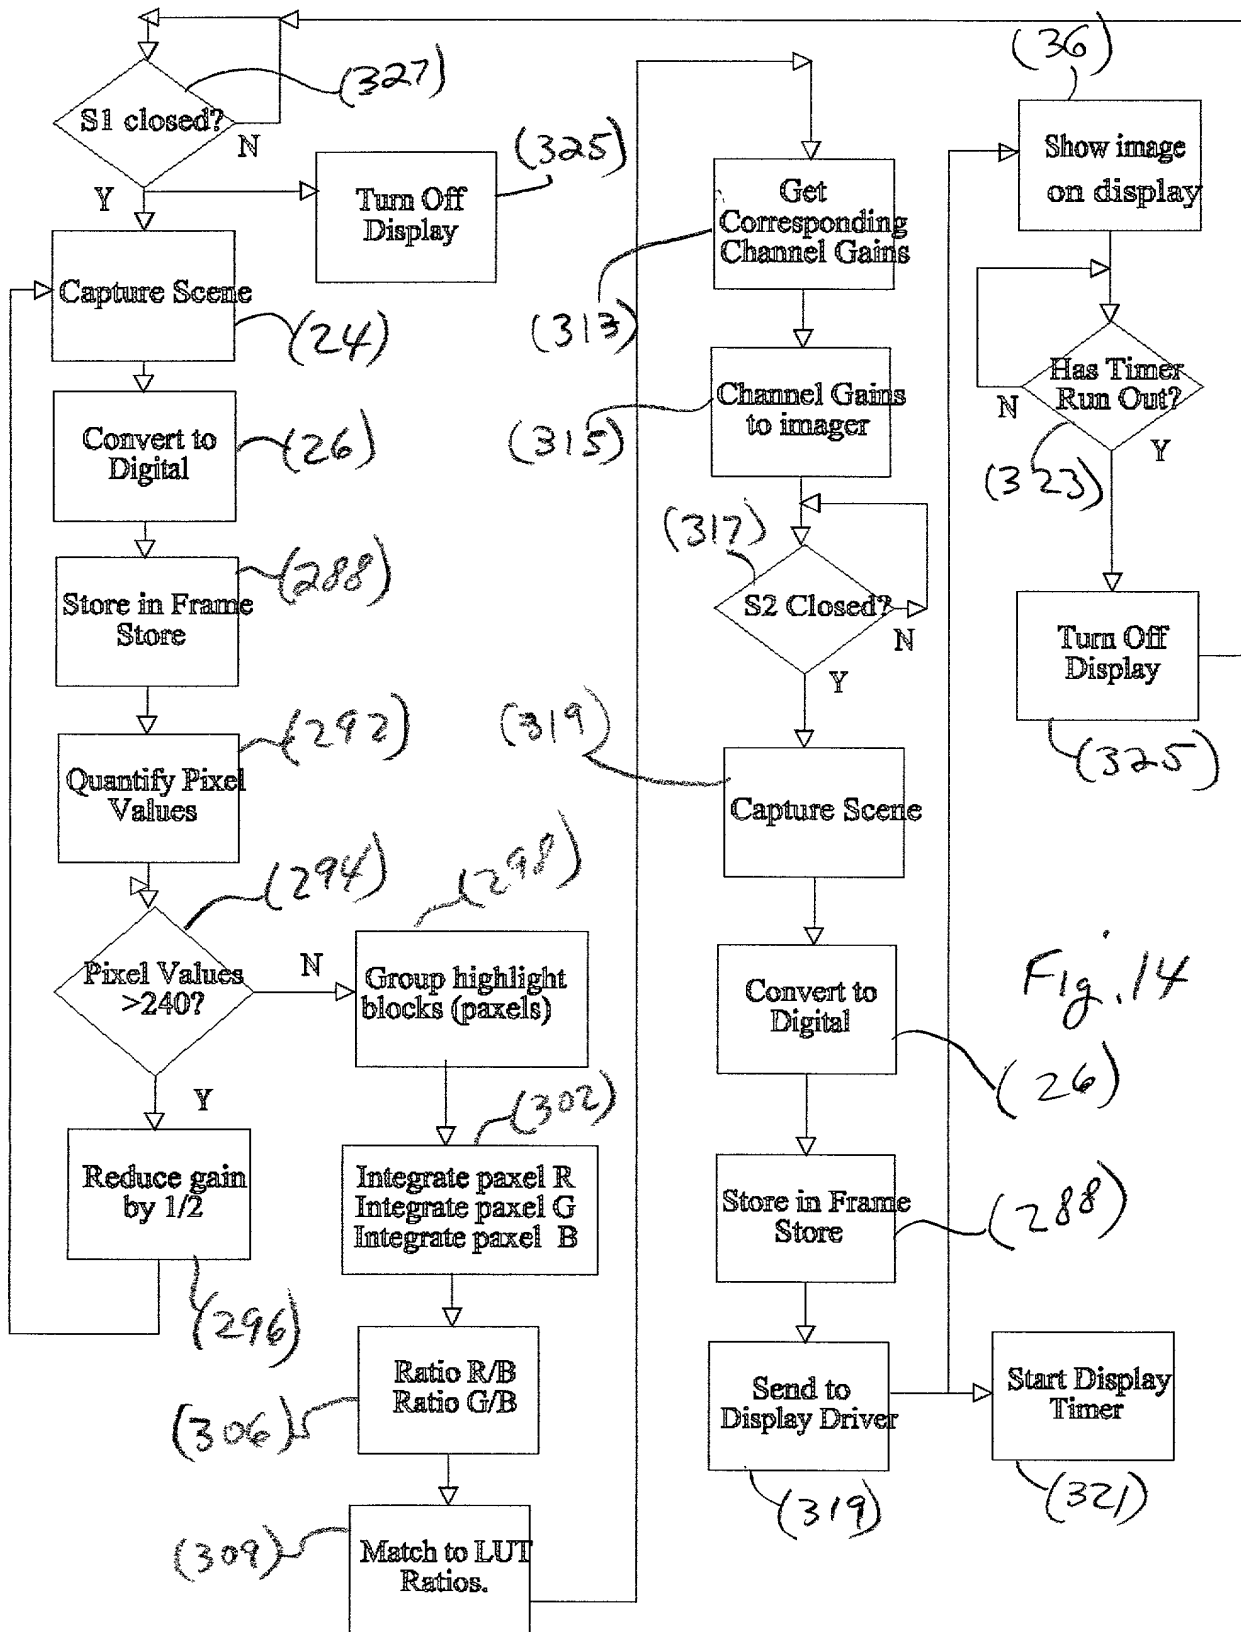 S1 closed?
(327)
N
Y
Turn Off
Display
(325)
Capture Scene
(24)
Convert to
Digital
(26)
Store in Frame
Store
(288)
Quantify Pixel
Values
(292)
Pixel Values
>240?
(294)
N
Y
Reduce gain
by 1/2
(296)
Group highlight
blocks (paxels)
(298)
Integrate paxel R
Integrate paxel G
Integrate paxel B
(302)
Ratio R/B
Ratio G/B
(306)
Match to LUT
Ratios.
(309)
Get
Corresponding
Channel Gains
(313)
Channel Gains
to imager
(315)
S2 Closed?
(317)
N
Y
Capture Scene
(319)
Convert to
Digital
(26)
Store in Frame
Store
(288)
Send to
Display Driver
(319)
Start Display
Timer
(321)
Show image
on display
(36)
Has Timer
Run Out?
(323)
N
Y
Turn Off
Display
(325)
Fig. 14